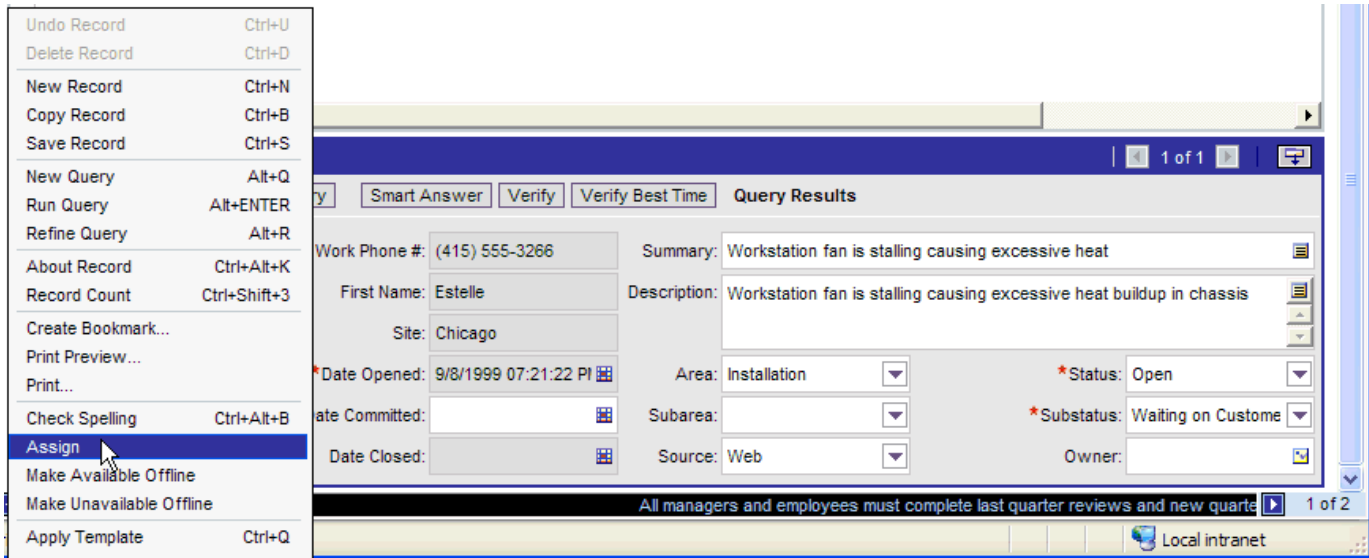 Undo Record Ctrl+U
Delete Record Ctrl+D
New Record Ctrl+N
Copy Record Ctrl+B
Save Record Ctrl+S
New Query Alt+Q
Run Query Alt+ENTER
Refine Query Alt+R
About Record Ctrl+Alt+K
Record Count Ctrl+Shift+3
Create Bookmark...
Print Preview...
Print...
Check Spelling Ctrl+Alt+B
Assign
Make Available Offline
Make Unavailable Offline
Apply Template Ctrl+Q
1 of 1
ry Smart Answer Verify Verify Best Time Query Results
Work Phone #: (415) 555-3266 Summary: Workstation fan is stalling causing excessive heat
First Name: Estelle Description: Workstation fan is stalling causing excessive heat buildup in chassis
Site: Chicago
*Date Opened: 9/8/1999 07:21:22 PM Area: Installation *Status: Open
ate Committed: Subarea: *Substatus: Waiting on Custome
Date Closed: Source: Web Owner:
All managers and employees must complete last quarter reviews and new quarte 1 of 2
Local intranet